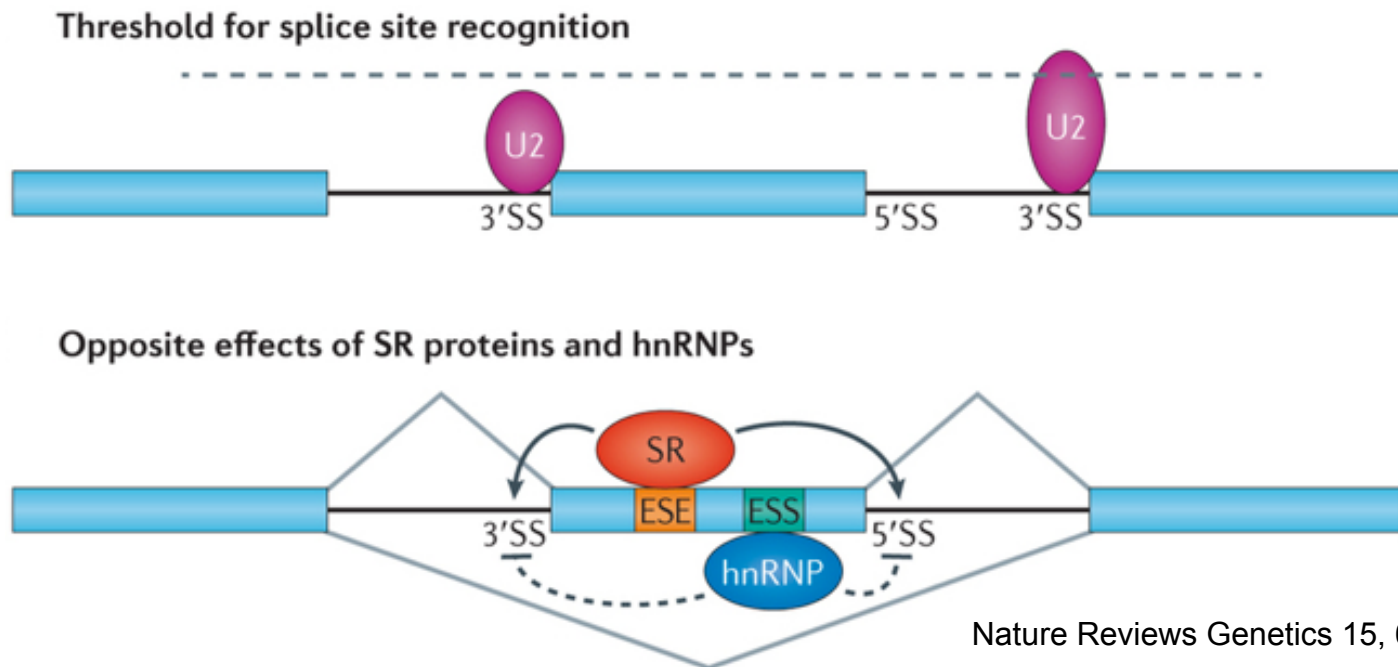 Threshold for splice site recognition
U2 U2
3'SS 5'SS 3'SS
Opposite effects of SR proteins and hnRNPs
SR
ESE ESS
3'SS 5'SS
hnRNP
Nature Reviews Genetics 15,